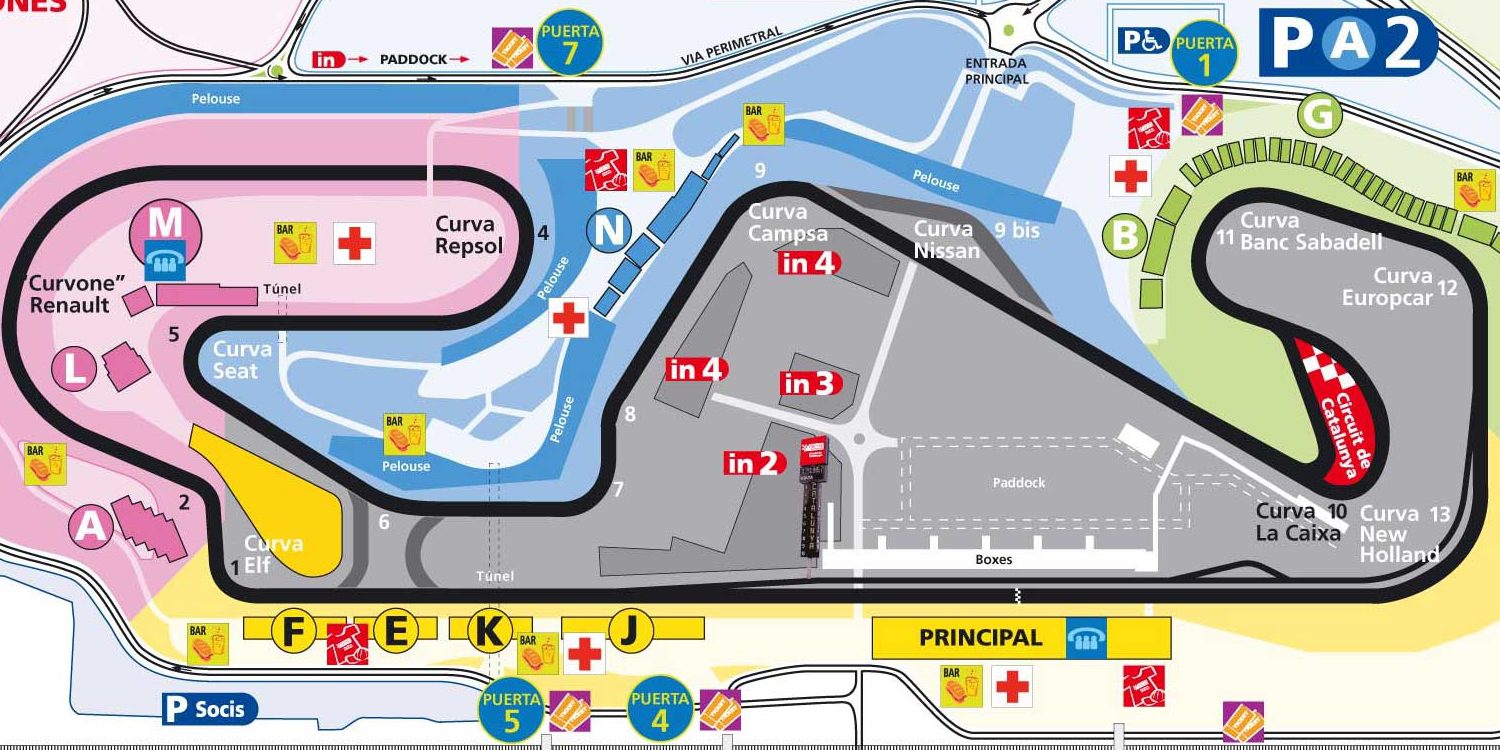 ONES
in
PADDOCK
PUERTA
7
VIA PERIMETRAL
ENTRADA
PRINCIPAL
P
PUERTA
1
P A 2
Pelouse
BAR
G
9
Pelouse
BAR
BAR
M
BAR
Curva
Repsol
4
N
Curva
Campsa
Curva
Nissan
9 bis
B
11
Curva
Banc Sabadell
in 4
"Curvone"
Renault
Túnel
Pelouse
Curva
Europcar
12
5
L
Curva
Seat
in 4
in 3
Circuit de
Catalunya
BAR
Pelouse
Pelouse
8
BAR
in 2
CATALUNYA
Paddock
7
A
2
6
Curva 10
La Caixa
Curva 13
New
Holland
1
Curva
Elf
Túnel
Boxes
BAR
F
E
K
J
BAR
PRINCIPAL
BAR
P Socis
PUERTA
5
PUERTA
4